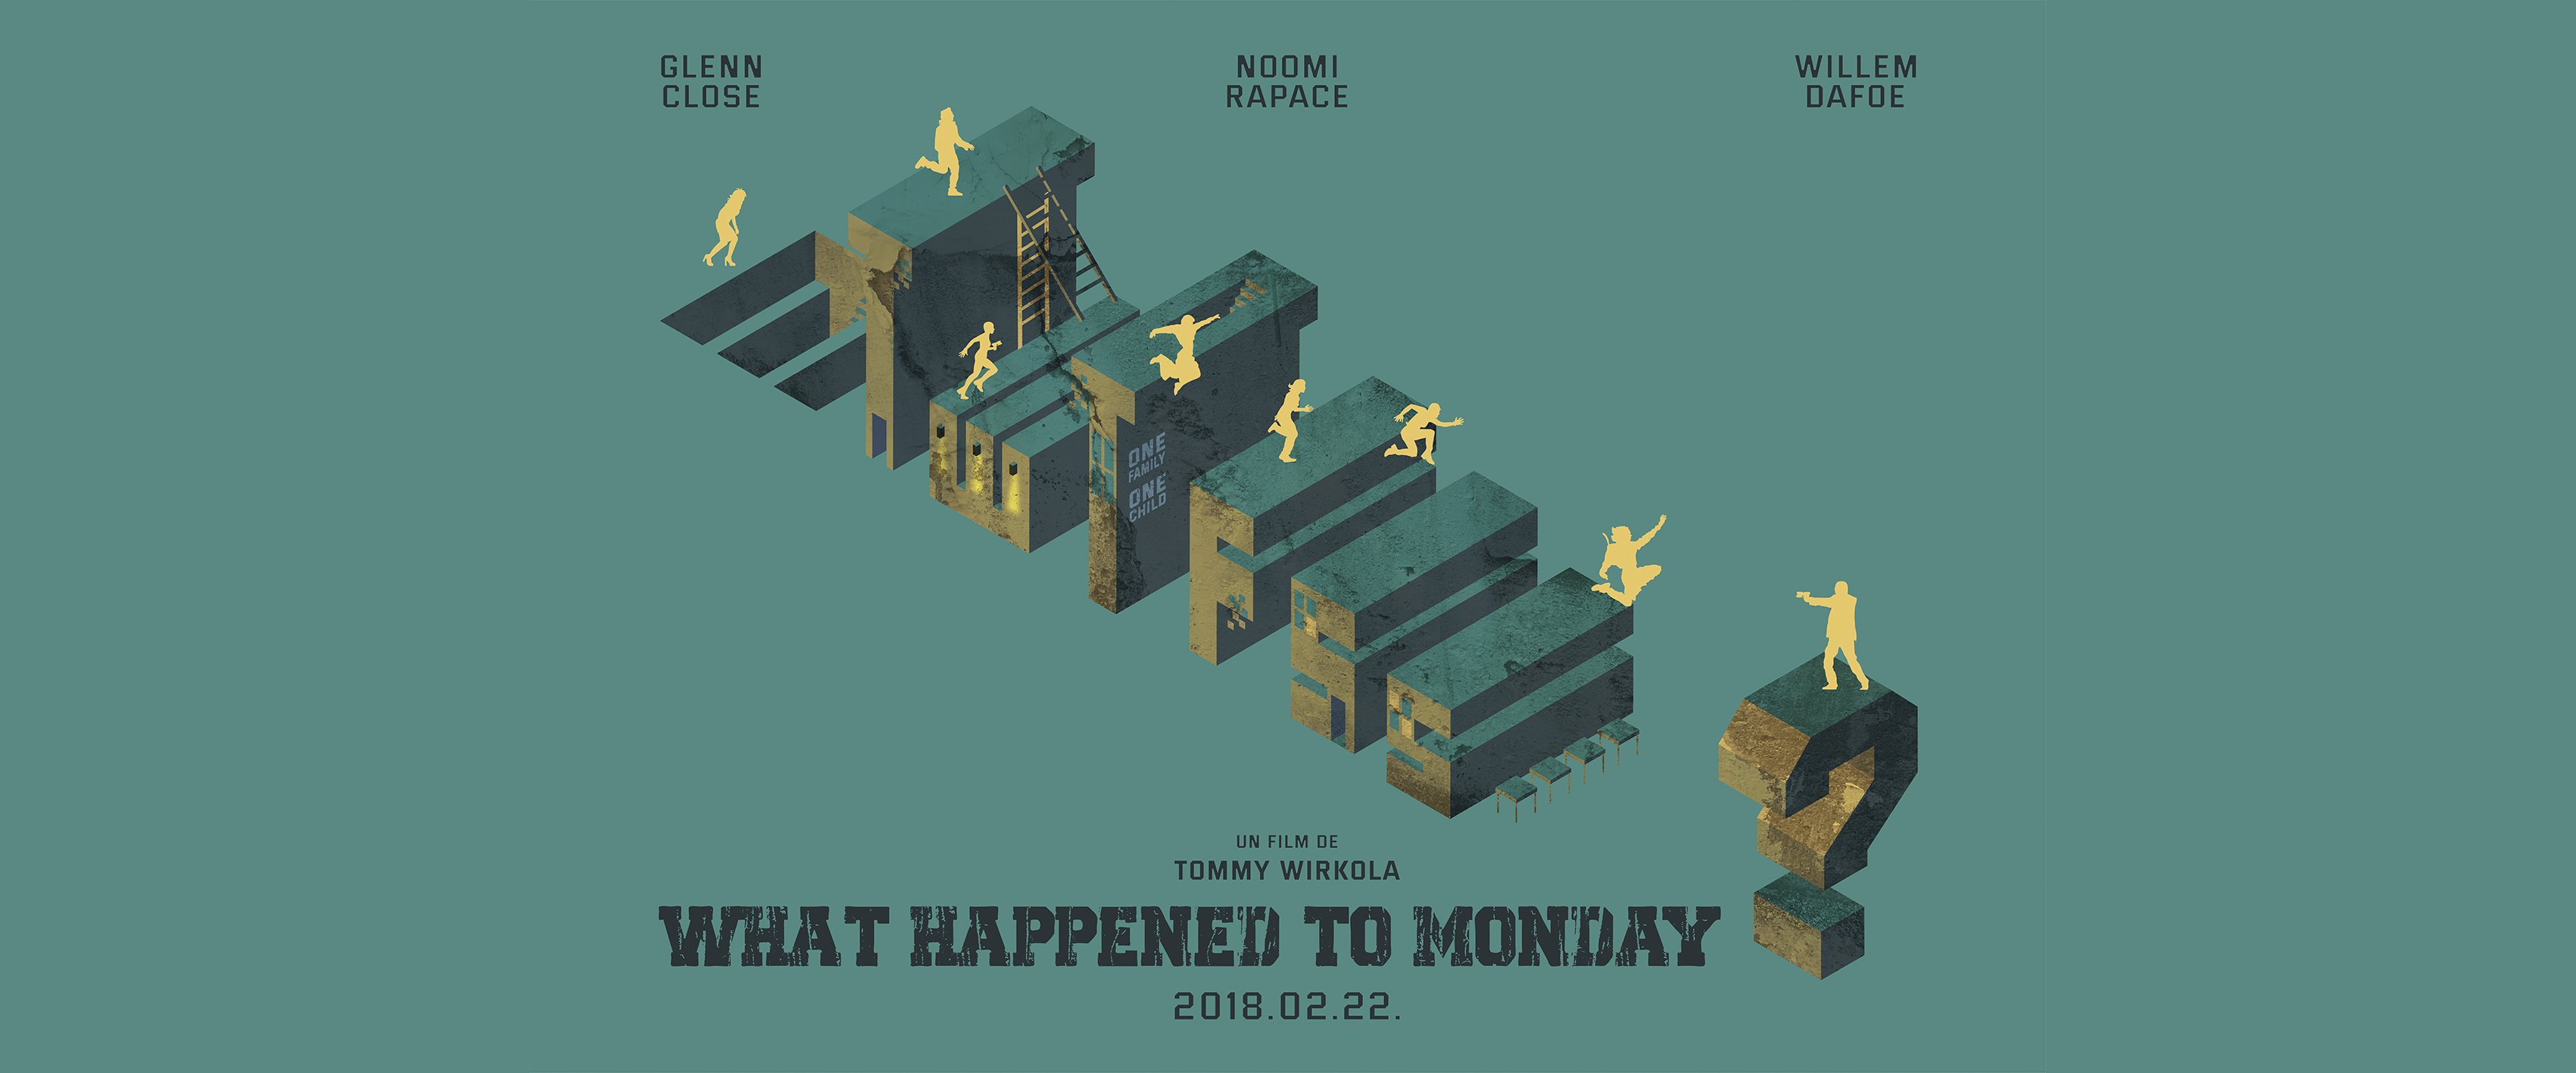 GLENN
CLOSE
NOOMI
RAPACE
WILLEM
DAFOE
M
T
W
T
F
S
S
?
ONE
FAMILY
ONE
CHILD
UN FILM DE
TOMMY WIRKOLA
WHAT HAPPENED TO MONDAY
2018.02.22.